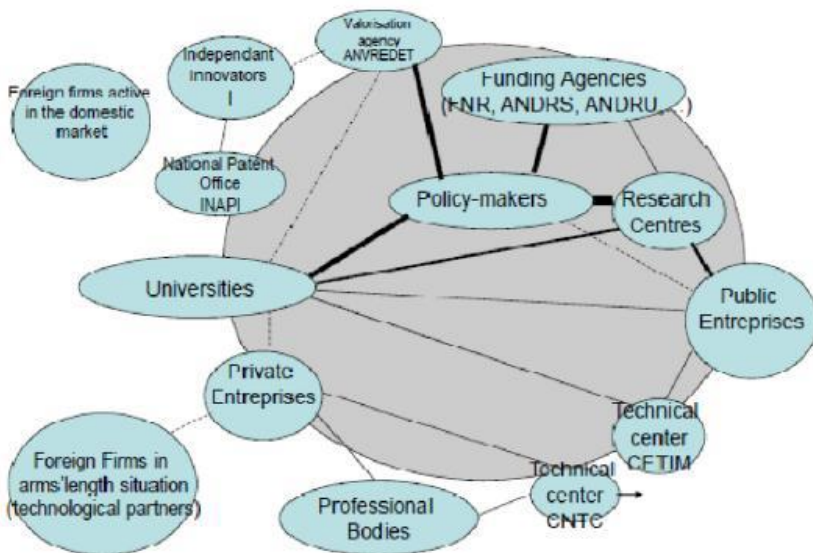 Valorisation
agency
ANVREDET
Independant
Innovators
I
Foreign firms active
in the domestic
market
Funding Agencies
(FNR, ANDRS, ANDRU,...)
National Patent
Office
INAPI
Policy-makers
Research
Centres
Universities
Public
Entreprises
Private
Entreprises
Technical
center
CETIM
Foreign Firms in
arms'length situation
(technological partners)
Technical
center
CNTC
Professional
Bodies